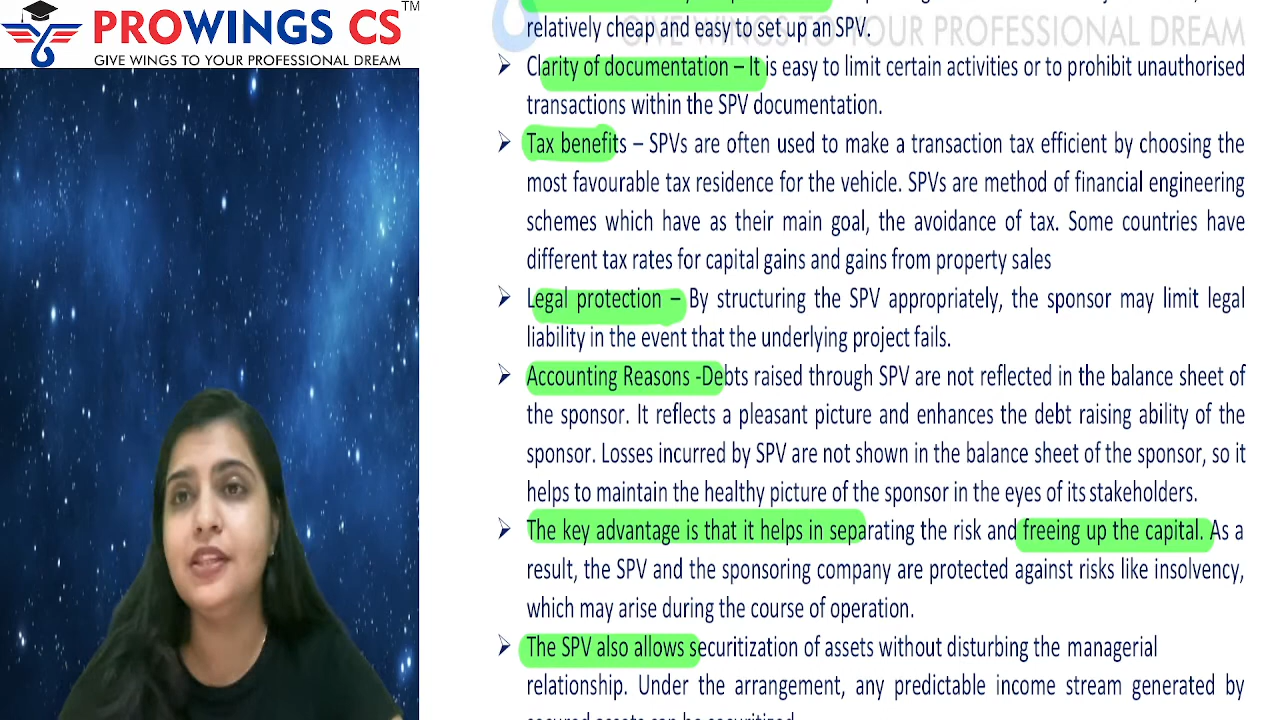 PROWINGS CS™
GIVE WINGS TO YOUR PROFESSIONAL DREAM
GIVE WINGS TO YOUR PROFESSIONAL DREAM
relatively cheap and easy to set up an SPV.
Clarity of documentation – It is easy to limit certain activities or to prohibit unauthorised
transactions within the SPV documentation.
Tax benefits – SPVs are often used to make a transaction tax efficient by choosing the
most favourable tax residence for the vehicle. SPVs are method of financial engineering
schemes which have as their main goal, the avoidance of tax. Some countries have
different tax rates for capital gains and gains from property sales
Legal protection – By structuring the SPV appropriately, the sponsor may limit legal
liability in the event that the underlying project fails.
Accounting Reasons -Debts raised through SPV are not reflected in the balance sheet of
the sponsor. It reflects a pleasant picture and enhances the debt raising ability of the
sponsor. Losses incurred by SPV are not shown in the balance sheet of the sponsor, so it
helps to maintain the healthy picture of the sponsor in the eyes of its stakeholders.
The key advantage is that it helps in separating the risk and freeing up the capital. As a
result, the SPV and the sponsoring company are protected against risks like insolvency,
which may arise during the course of operation.
The SPV also allows securitization of assets without disturbing the managerial
relationship. Under the arrangement, any predictable income stream generated by
secured assets can be securitized